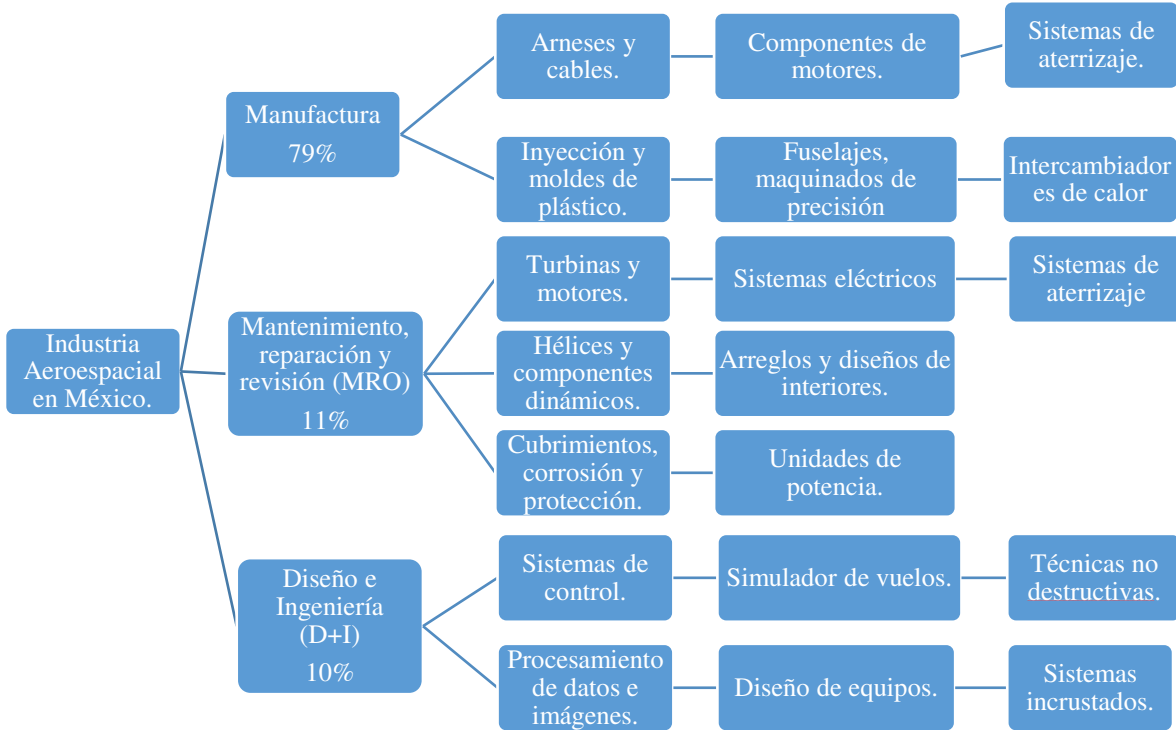 Industria
Aeroespacial
en México.
Manufactura
79%
Arneses y
cables.
Componentes de
motores.
Sistemas de
aterrizaje.
Inyección y
moldes de
plástico.
Fuselajes,
maquinados de
precisión
Intercambiador
es de calor
Mantenimiento,
reparación y
revisión (MRO)
11%
Turbinas y
motores.
Sistemas eléctricos
Sistemas de
aterrizaje
Hélices y
componentes
dinámicos.
Arreglos y diseños de
interiores.
Cubrimientos,
corrosión y
protección.
Unidades de
potencia.
Diseño e
Ingeniería
(D+I)
10%
Sistemas de
control.
Simulador de vuelos.
Técnicas no
destructivas.
Procesamiento
de datos e
imágenes.
Diseño de equipos.
Sistemas
incrustados.